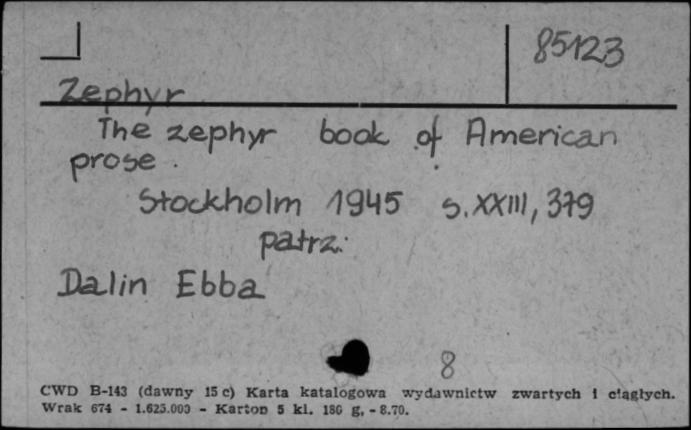 85123
Zephyr
The zephyr book of American
prose.
Stockholm 1945 s. XXIII, 379
patrz:
Dalin Ebba
8
CWD B-143 (dawny 15 c) Karta katalogowa wydawnictw zwartych i ciągłych.
Wrak 674 - 1.625.000 - Karton 5 kl. 180 g, - 8.70.